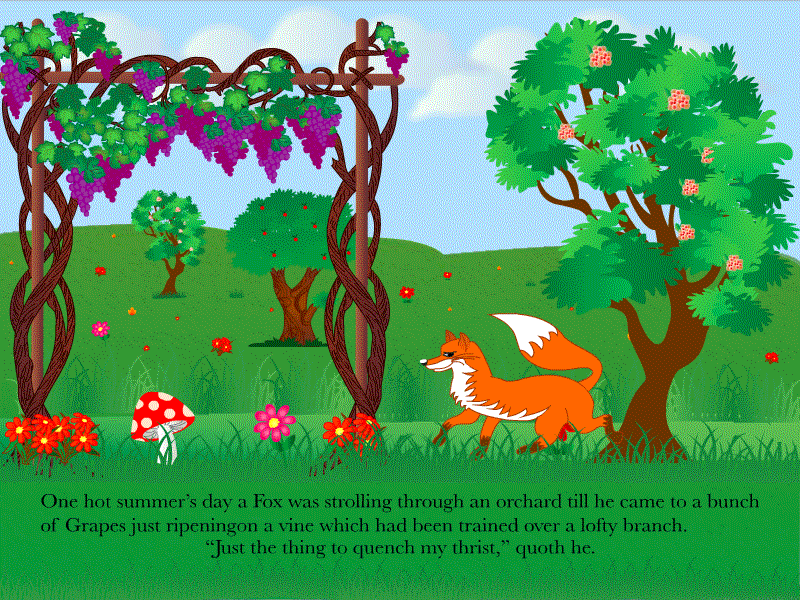 One hot summer's day a Fox was strolling through an orchard till he came to a bunch
of Grapes just ripeningon a vine which had been trained over a lofty branch.
“Just the thing to quench my thrist,” quoth he.